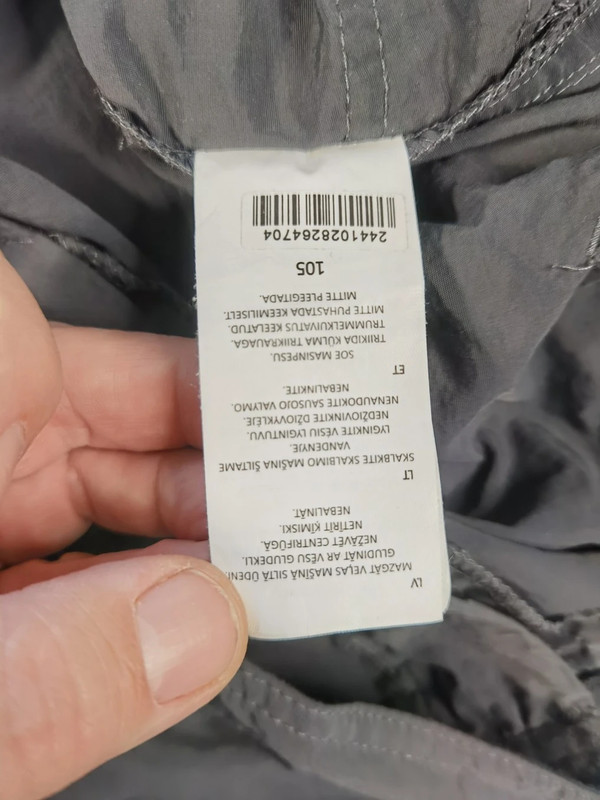 LV
MAZGĀT VEĻAS MAŠĪNĀ SILTĀ ŪDENĪ
GLUDINĀT AR VĒSU GLUDEKLI.
NEŽĀVĒT CENTRIFŪGĀ.
NETĪRĪT ĶĪMISKI.
NEBALINĀT.
LT
SKALBKITE SKALBIMO MAŠINA ŠILTAME
VANDENYJE.
LYGINKITE VĖSIU LYGINTUVU.
NEDŽIOVINKITE DŽIOVYKLĖJE.
NENAUDOKITE SAUSOJO VALYMO.
NEBALINKITE.
ET
SOE MASINPESU.
TRIIKIDA KÜLMA TRIIKRAUAGA.
TRUMMELKUIVATUS KEELATUD.
MITTE PUHASTADA KEEMILISELT.
MITTE PLEEGITADA.
105
2441028264704